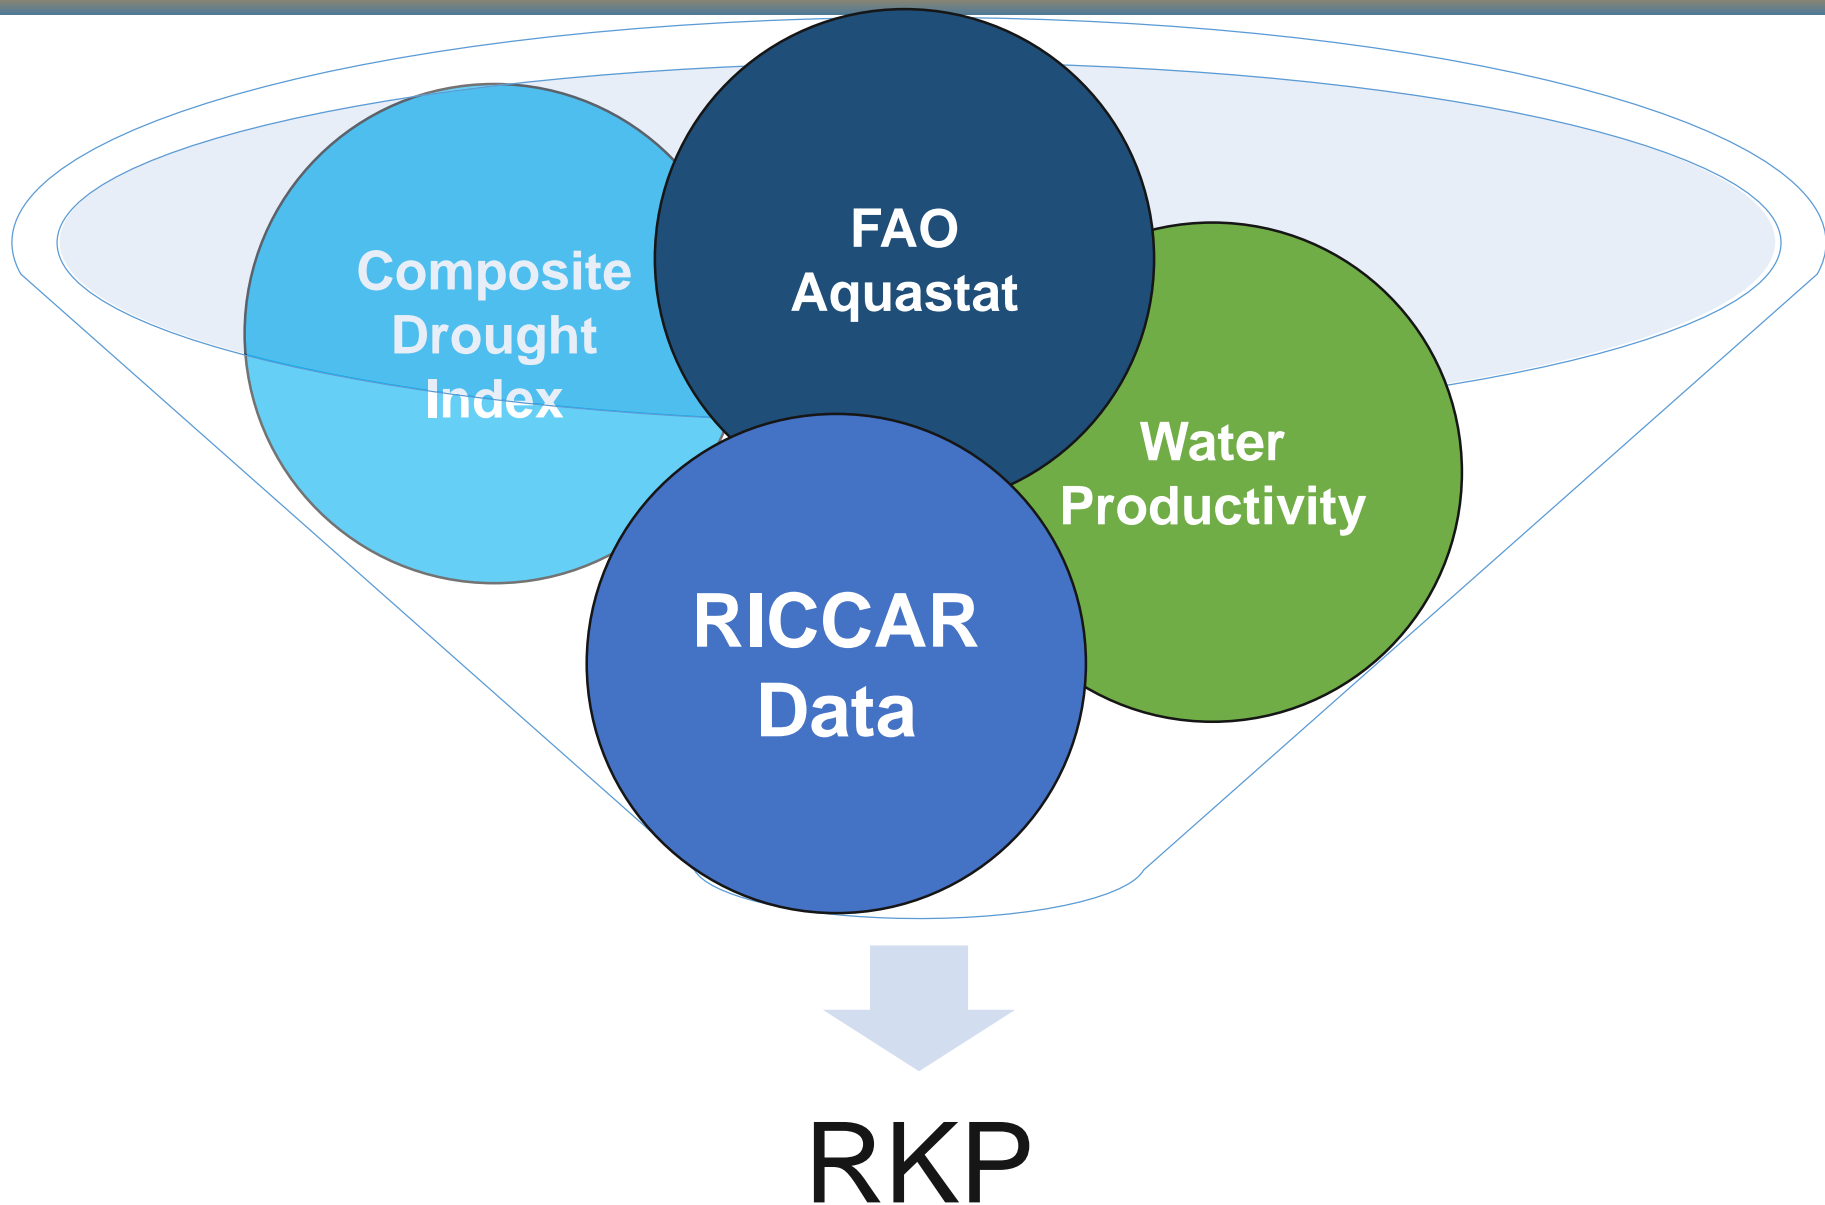 FAO
Aquastat
Composite
Drought
Index
Water
Productivity
RICCAR
Data
RKP